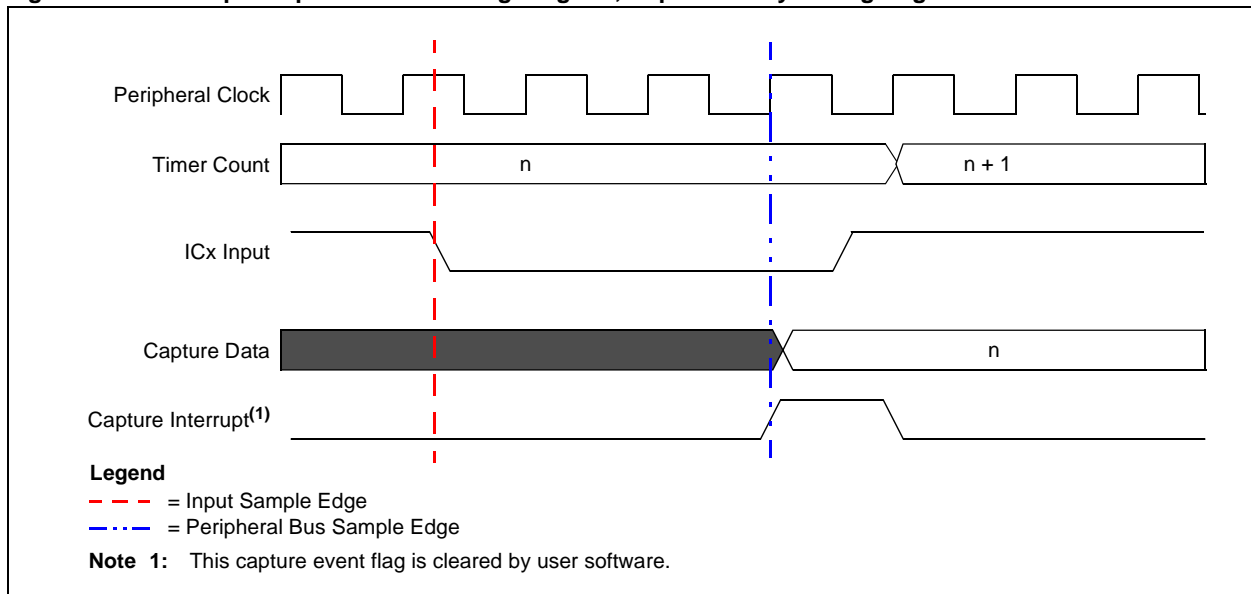 Peripheral Clock
Timer Count
n
n + 1
ICx Input
Capture Data
n
Capture Interrupt(1)
Legend
= Input Sample Edge
= Peripheral Bus Sample Edge
Note 1: This capture event flag is cleared by user software.